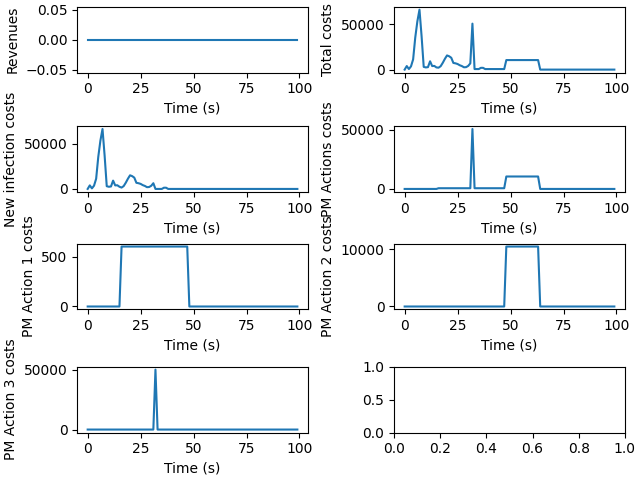 Revenues
0.05
0.00
−0.05
0 25 50 75 100
Time (s)
Total costs
50000
0
0 25 50 75 100
Time (s)
New infection costs
50000
0
0 25 50 75 100
Time (s)
PM Actions costs
50000
0
0 25 50 75 100
Time (s)
PM Action 1 costs
500
0
0 25 50 75 100
Time (s)
PM Action 2 costs
10000
0
0 25 50 75 100
Time (s)
PM Action 3 costs
50000
0
0 25 50 75 100
Time (s)
1.0
0.5
0.0
0.0 0.2 0.4 0.6 0.8 1.0